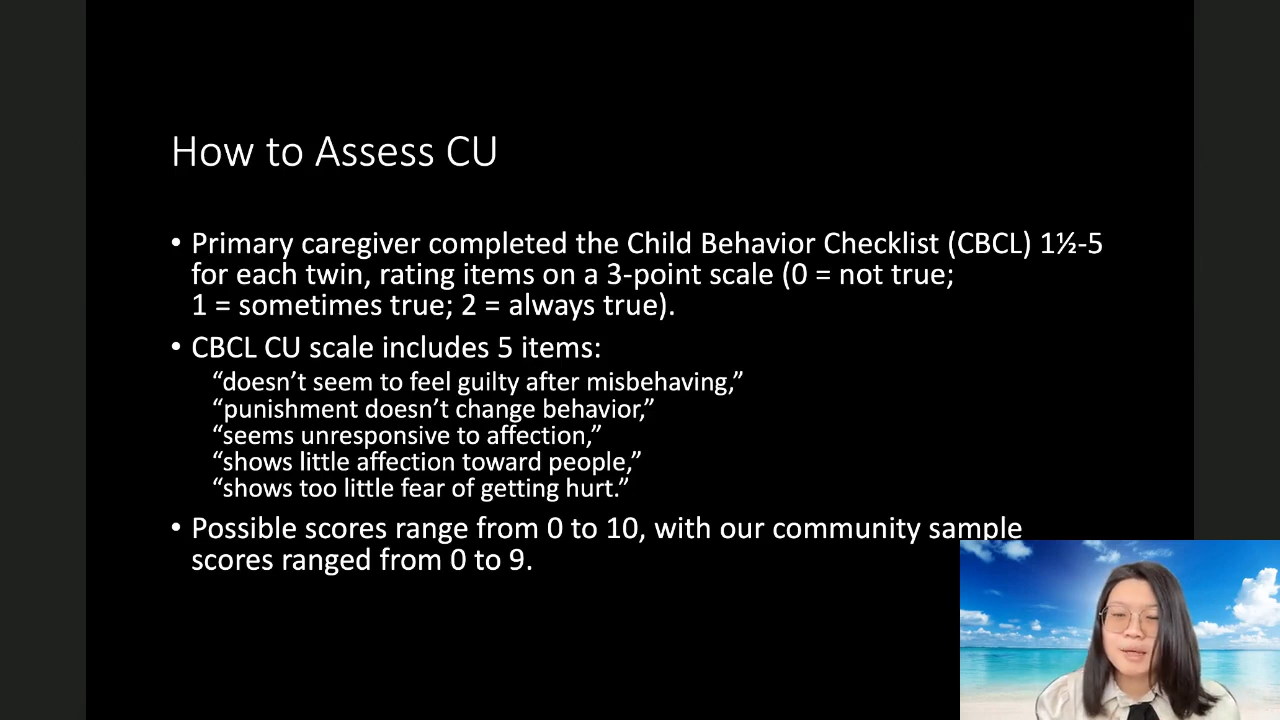 How to Assess CU
• Primary caregiver completed the Child Behavior Checklist (CBCL) 1½-5
for each twin, rating items on a 3-point scale (0 = not true;
1 = sometimes true; 2 = always true).
• CBCL CU scale includes 5 items:
“doesn’t seem to feel guilty after misbehaving,”
“punishment doesn’t change behavior,”
“seems unresponsive to affection,”
“shows little affection toward people,”
“shows too little fear of getting hurt.”
• Possible scores range from 0 to 10, with our community sample
scores ranged from 0 to 9.